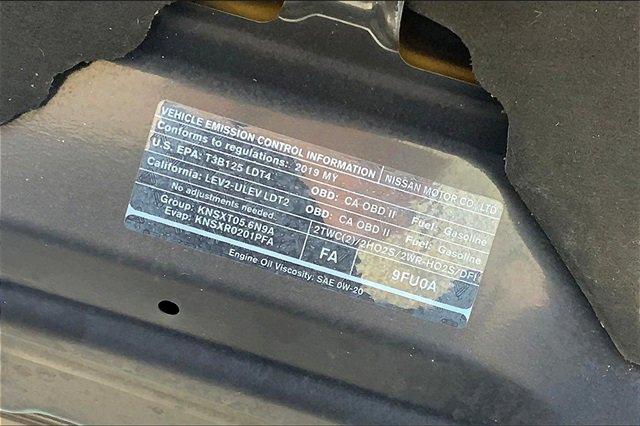 VEHICLE EMISSION CONTROL INFORMATION NISSAN MOTOR CO., LTD
Conforms to regulations: 2019 MY
U.S. EPA: T3B125 LDT4 OBD: CA OBD II Fuel: Gasoline
California: LEV2-ULEV LDT2 OBD: CA OBD II Fuel: Gasoline
No adjustments needed. 2TWC(2)/2HO2S/2WR-HO2S/DFI
Group: KNSXT05.6N9A
Evap: KNSXR0201PFA FA 9FU0A
Engine Oil Viscosity: SAE 0W-20